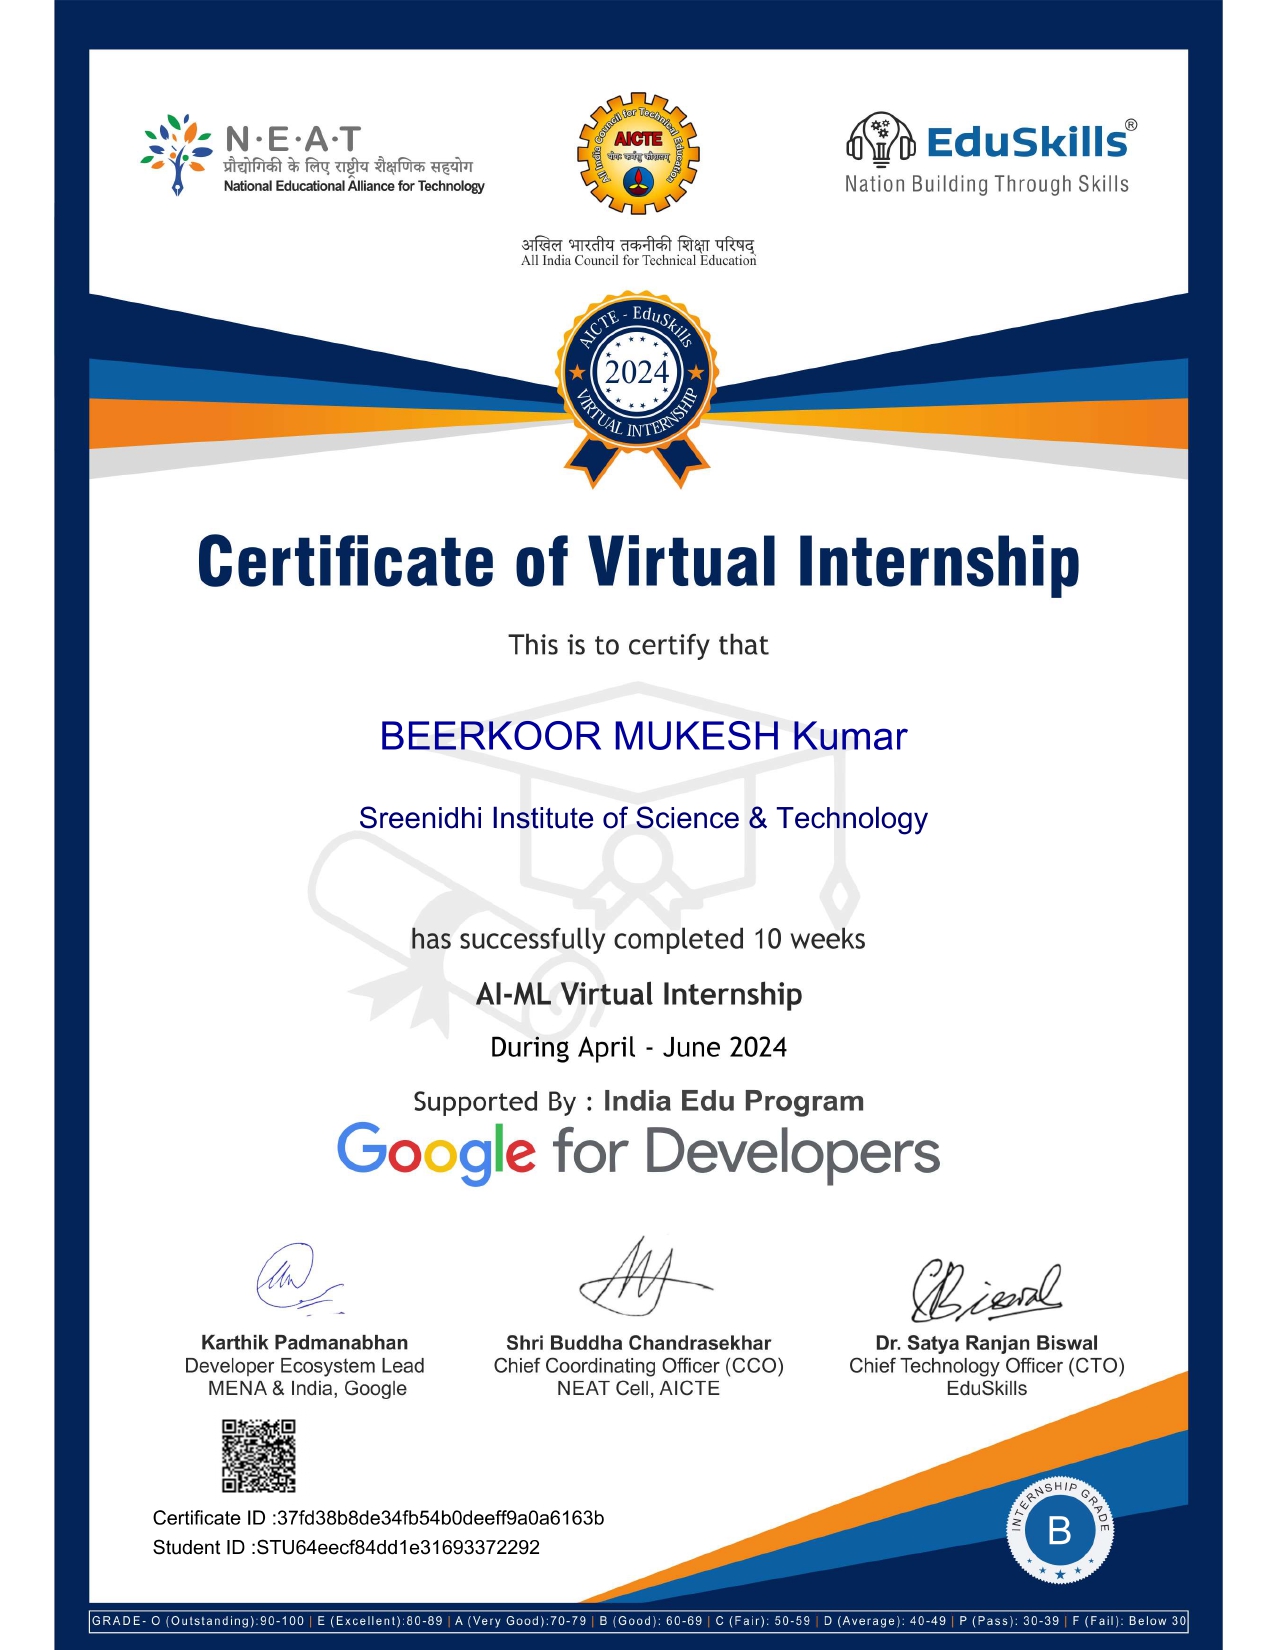 N·E·A·T
प्रौद्योगिकी के लिए राष्ट्रीय शैक्षणिक सहयोग
National Educational Alliance for Technology
All India Council for Technical Education
AICTE
योगः कर्मसु कौशलम्
अखिल भारतीय तकनीकी शिक्षा परिषद्
All India Council for Technical Education
EduSkills®
Nation Building Through Skills
AICTE - EduSkills
2024
VIRTUAL INTERNSHIP
Certificate of Virtual Internship
This is to certify that
BEERKOOR MUKESH Kumar
Sreenidhi Institute of Science & Technology
has successfully completed 10 weeks
AI-ML Virtual Internship
During April - June 2024
Supported By : India Edu Program
Google for Developers
Karthik Padmanabhan
Developer Ecosystem Lead
MENA & India, Google
Shri Buddha Chandrasekhar
Chief Coordinating Officer (CCO)
NEAT Cell, AICTE
Biswal
Dr. Satya Ranjan Biswal
Chief Technology Officer (CTO)
EduSkills
Certificate ID :37fd38b8de34fb54b0deeff9a0a6163b
Student ID :STU64eecf84dd1e31693372292
INTERNSHIP GRADE
B
GRADE- O (Outstanding):90-100 | E (Excellent):80-89 | A (Very Good):70-79 | B (Good): 60-69 | C (Fair): 50-59 | D (Average): 40-49 | P (Pass): 30-39 | F (Fail): Below 30